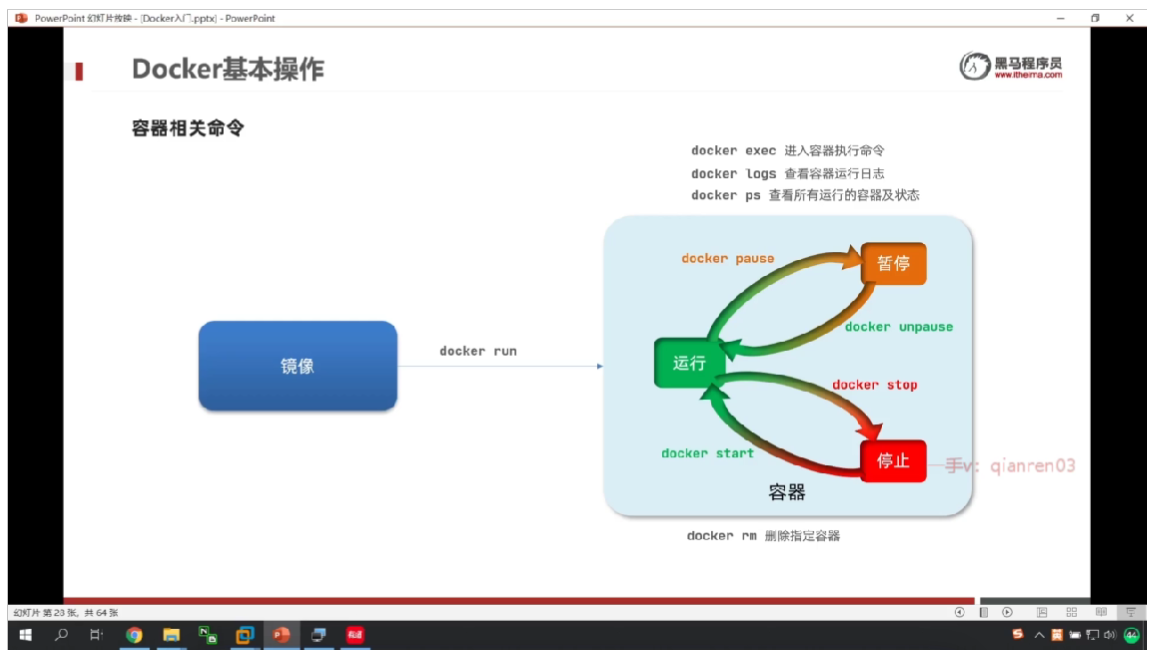 PowerPoint 幻灯片放映 - [Docker入门.pptx] - PowerPoint
Docker基本操作
黑马程序员
www.itheima.com
容器相关命令
docker exec 进入容器执行命令
docker logs 查看容器运行日志
docker ps 查看所有运行的容器及状态
docker pause
暂停
docker unpause
镜像
docker run
运行
docker stop
docker start
停止
一手v: qianren03
容器
docker rm 删除指定容器
幻灯片 第 23 张, 共 64 张
44